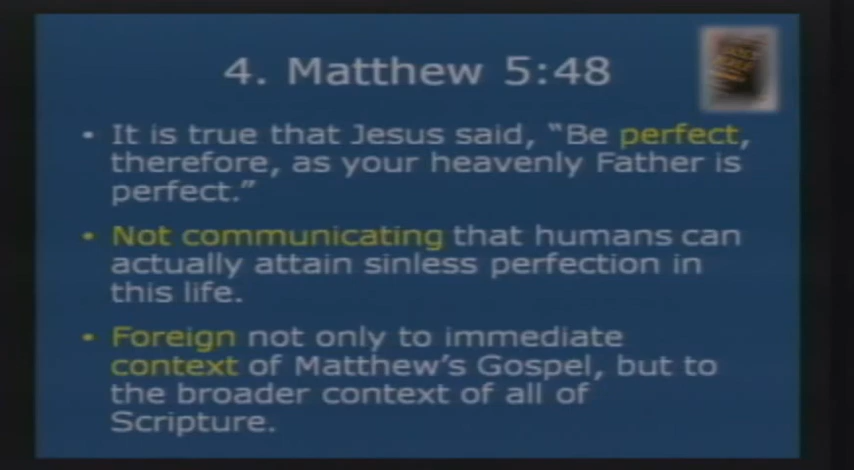 4. Matthew 5:48
• It is true that Jesus said, “Be perfect,
therefore, as your heavenly Father is
perfect.”
• Not communicating that humans can
actually attain sinless perfection in
this life.
• Foreign not only to immediate
context of Matthew’s Gospel, but to
the broader context of all of
Scripture.